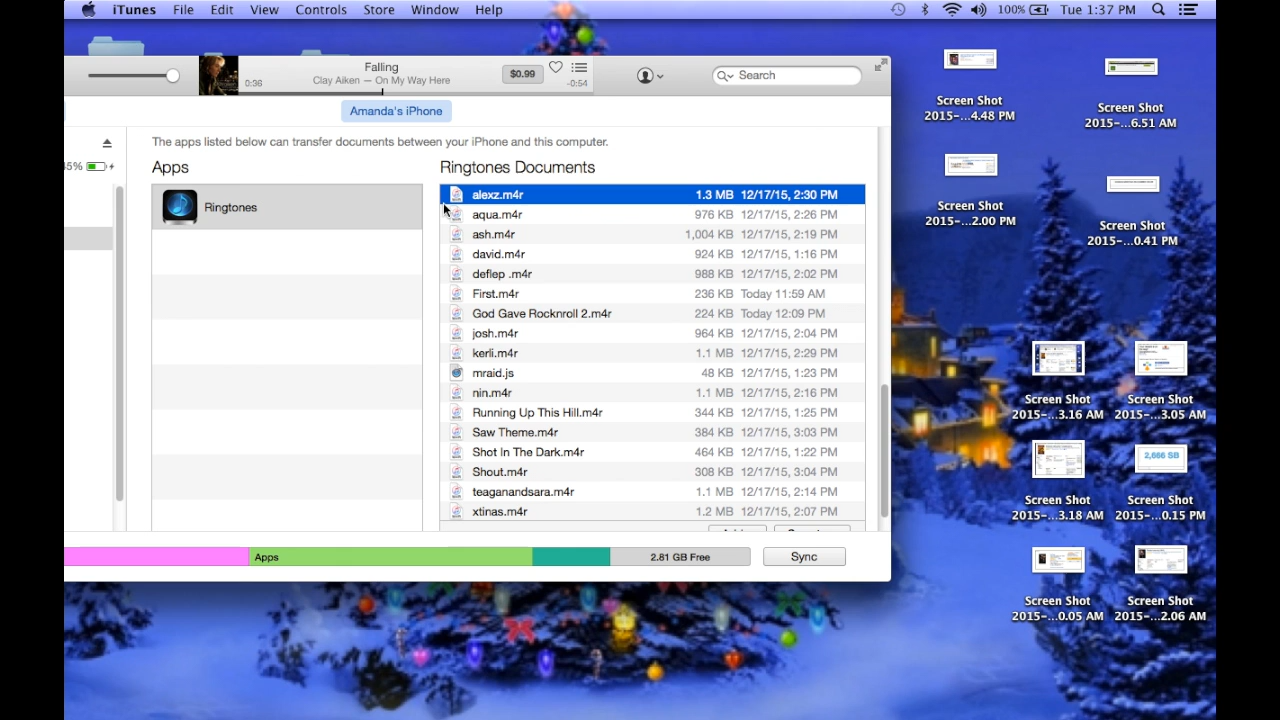 iTunes File Edit View Controls Store Window Help 100% Tue 1:37 PM
Falling
Clay Aiken — On My Way Here
0:36
-0:54
$0.99
Search
Amanda's iPhone
The apps listed below can transfer documents between your iPhone and this computer.
45%
Apps
Ringtones
Ringtones Documents
alexz.m4r 1.3 MB 12/17/15, 2:30 PM
aqua.m4r 976 KB 12/17/15, 2:26 PM
ash.m4r 1,004 KB 12/17/15, 2:19 PM
david.m4r 924 KB 12/17/15, 1:16 PM
deflep .m4r 988 KB 12/17/15, 2:02 PM
First.m4r 236 KB Today 11:59 AM
God Gave Rocknroll 2.m4r 224 KB Today 12:09 PM
josh.m4r 964 KB 12/17/15, 2:04 PM
karli.m4r 1.1 MB 12/17/15, 2:29 PM
mraid.js 48 KB 12/17/15, 1:23 PM
nin.m4r 1.1 MB 12/17/15, 2:16 PM
Running Up This Hill.m4r 344 KB 12/17/15, 1:25 PM
Saw Theme.m4r 384 KB 12/17/15, 3:03 PM
Shot In the Dark.m4r 464 KB 12/17/15, 1:22 PM
shout.m4r 308 KB 12/17/15, 3:04 PM
teaganandsara.m4r 1.1 MB 12/17/15, 2:14 PM
xtinas.m4r 1.2 MB 12/17/15, 2:07 PM
Apps
2.81 GB Free
Sync
Screen Shot
2015-...4.48 PM
Screen Shot
2015-...6.51 AM
Screen Shot
2015-...2.00 PM
Screen Shot
2015-...0.41 PM
Screen Shot
2015-...3.16 AM
Screen Shot
2015-...3.05 AM
2,666 SB
Screen Shot
2015-...3.18 AM
Screen Shot
2015-...0.15 PM
Screen Shot
2015-...0.05 AM
Screen Shot
2015-...2.06 AM